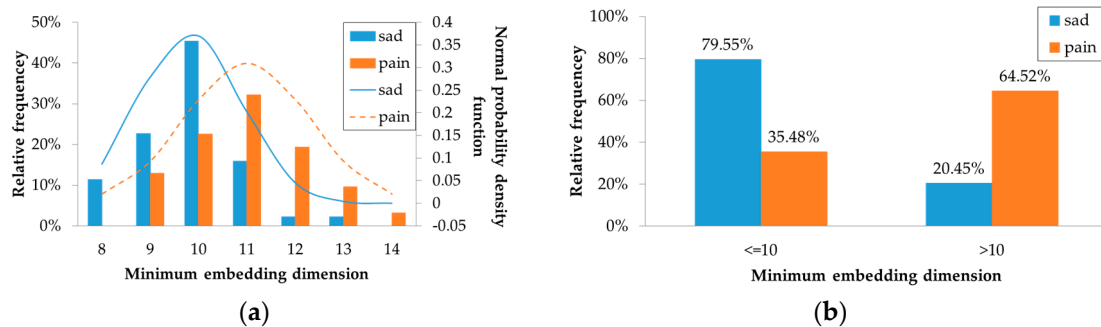 50%
40%
30%
20%
10%
0%
Relative frequencey
0.4
0.35
0.3
0.25
0.2
0.15
0.1
0.05
0
-0.05
Normal probability density
function
sad
pain
sad
pain
8 9 10 11 12 13 14
Minimum embedding dimension
(a)
100%
80%
60%
40%
20%
0%
Relative frequencey
sad
pain
79.55%
35.48%
20.45%
64.52%
<=10 >10
Minimum embedding dimension
(b)